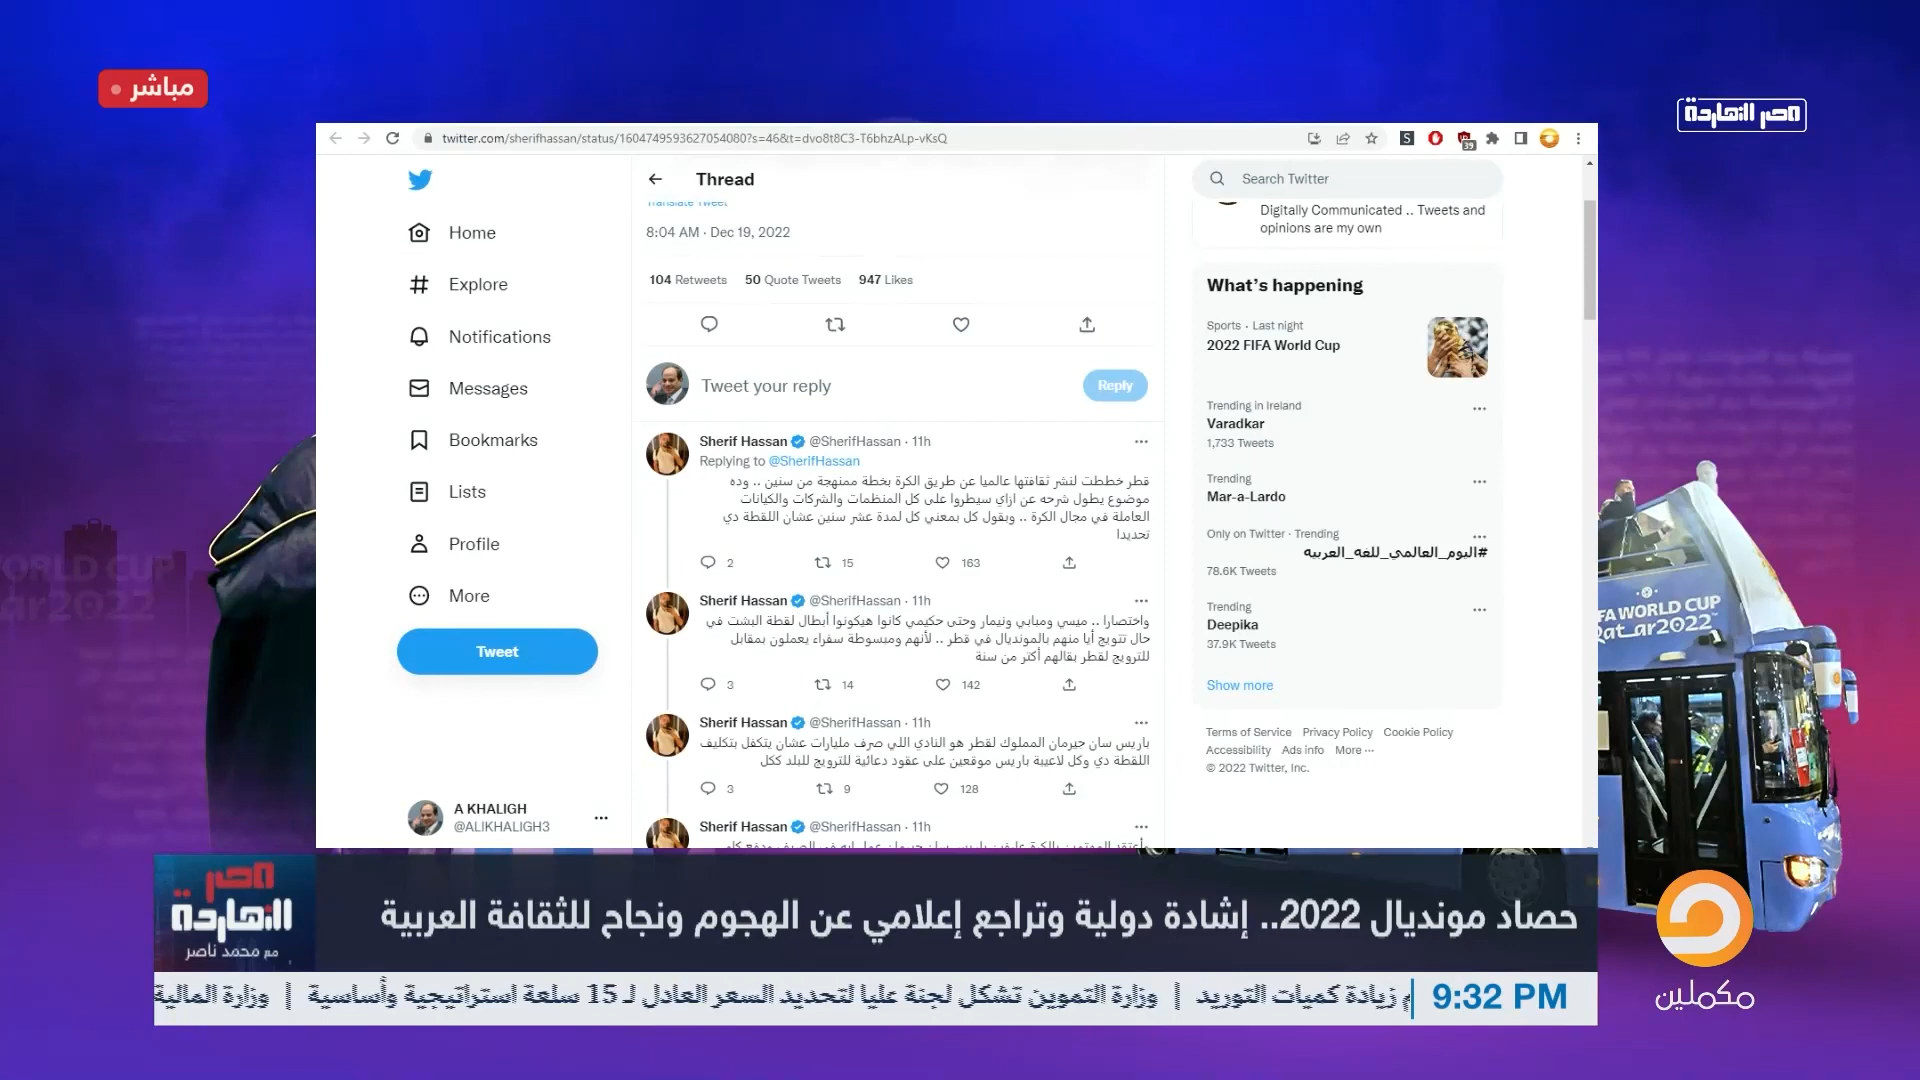 مباشر
مصر النهاردة
twitter.com/sherifhassan/status/1604749593627054080?s=46&t=dvo8t8C3-T6bhzALp-vKsQ
39
Home
Explore
Notifications
Messages
Bookmarks
Lists
Profile
More
Tweet
A KHALIGH
@ALIKHALIGH3
Thread
Translate Tweet
8:04 AM · Dec 19, 2022
104 Retweets 50 Quote Tweets 947 Likes
Tweet your reply
Reply
Sherif Hassan @SherifHassan · 11h
Replying to @SherifHassan
قطر خططت لنشر ثقافتها عالميا عن طريق الكرة بخطة ممنهجة من سنين .. وده
موضوع يطول شرحه عن ازاي سيطروا على كل المنظمات والشركات والكيانات
العاملة في مجال الكرة .. وبقول كل بمعني كل لمدة عشر سنين عشان اللقطة دي
تحديدا
2 15 163
Sherif Hassan @SherifHassan · 11h
واختصارا .. ميسي ومبابي ونيمار وحتى حكيمي كانوا هيكونوا أبطال لقطة البشت في
حال تتويج أيا منهم بالمونديال في قطر .. لأنهم ومبسوطة سفراء يعملون بمقابل
للترويج لقطر بقالهم أكثر من سنة
3 14 142
Sherif Hassan @SherifHassan · 11h
باريس سان جيرمان المملوك لقطر هو النادي اللي صرف مليارات عشان يتكفل بتكليف
اللقطة دي وكل لاعيبة باريس موقعين على عقود دعائية للترويج للبلد ككل
3 9 128
Sherif Hassan @SherifHassan · 11h
Search Twitter
Digitally Communicated .. Tweets and
opinions are my own
What's happening
Sports · Last night
2022 FIFA World Cup
Trending in Ireland
Varadkar
1,733 Tweets
Trending
Mar-a-Lardo
Only on Twitter · Trending
#اليوم_العالمي_للغه_العربيه
78.6K Tweets
Trending
Deepika
37.9K Tweets
Show more
Terms of Service Privacy Policy Cookie Policy
Accessibility Ads info More ···
© 2022 Twitter, Inc.
FA WORLD CUP
Qatar2022
WORLD CUP
ar2022
مصر
النهاردة
مع محمد ناصر
حصاد مونديال 2022.. إشادة دولية وتراجع إعلامي عن الهجوم ونجاح للثقافة العربية
9:32 PM
زيادة كميات التوريد | وزارة التموين تشكل لجنة عليا لتحديد السعر العادل لـ 15 سلعة استراتيجية وأساسية | وزارة المالية
مكملين